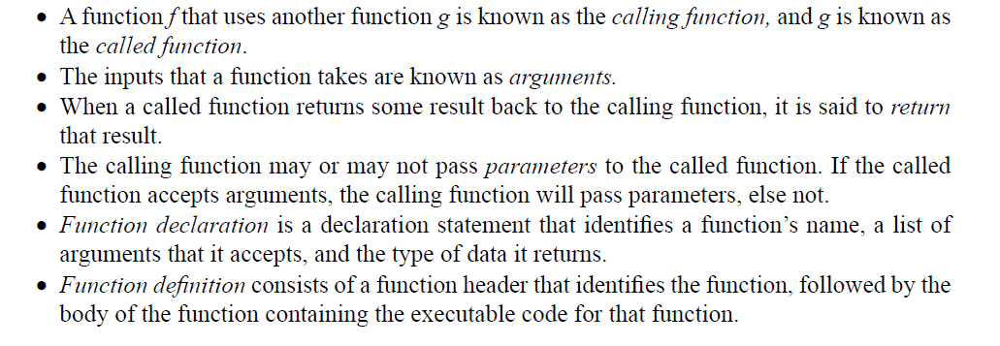 • A function f that uses another function g is known as the calling function, and g is known as
the called function.
• The inputs that a function takes are known as arguments.
• When a called function returns some result back to the calling function, it is said to return
that result.
• The calling function may or may not pass parameters to the called function. If the called
function accepts arguments, the calling function will pass parameters, else not.
• Function declaration is a declaration statement that identifies a function’s name, a list of
arguments that it accepts, and the type of data it returns.
• Function definition consists of a function header that identifies the function, followed by the
body of the function containing the executable code for that function.